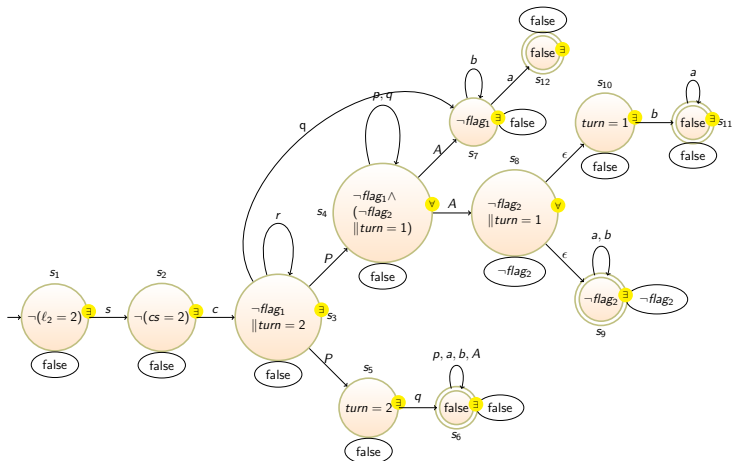 false
false
∃
s12
b
a
q
p, q
¬flag1
∃
false
s7
A
s10
turn = 1
∃
false
b
a
false
∃
s11
false
s8
ϵ
s4
¬flag1∧
(¬flag2
∥turn = 1)
∀
false
A
¬flag2
∥turn = 1
∀
¬flag2
ϵ
a, b
¬flag2
∃
¬flag2
s9
r
P
s1
¬(ℓ2 = 2)
∃
false
s
s2
¬(cs = 2)
∃
false
c
¬flag1
∥turn = 2
∃
s3
false
P
s5
turn = 2
∃
false
q
p, a, b, A
false
∃
false
s6